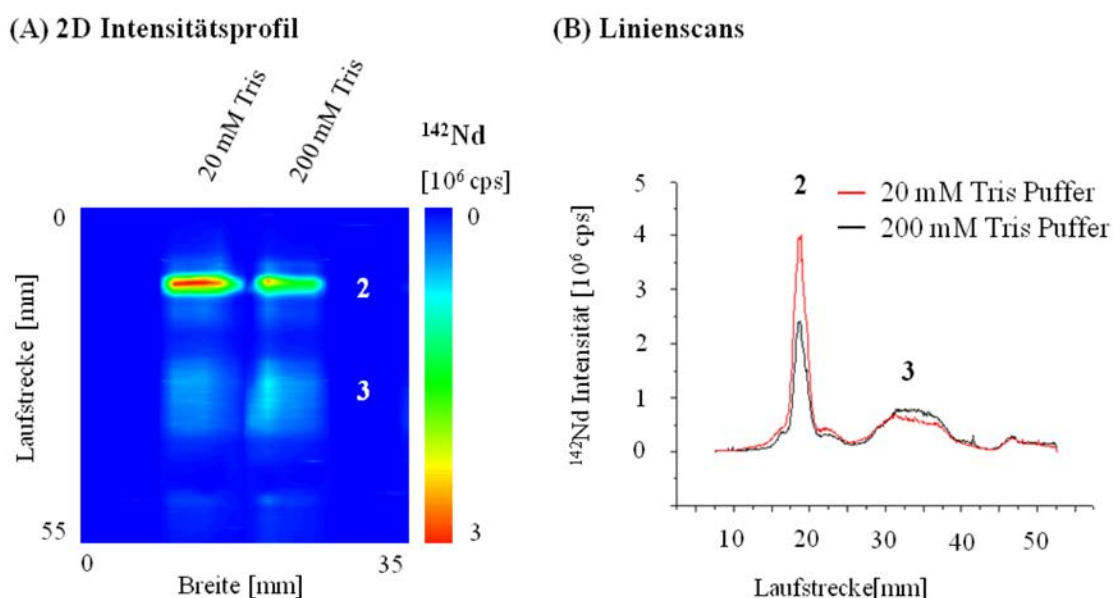 (A) 2D Intensitätsprofil
20 mM Tris
200 mM Tris
¹⁴²Nd
[10⁶ cps]
0
3
0
55
Laufstrecke [mm]
2
3
0
35
Breite [mm]
(B) Linienscans
2
20 mM Tris Puffer
200 mM Tris Puffer
3
¹⁴²Nd Intensität [10⁶ cps]
5
4
3
2
1
0
10 20 30 40 50
Laufstrecke[mm]